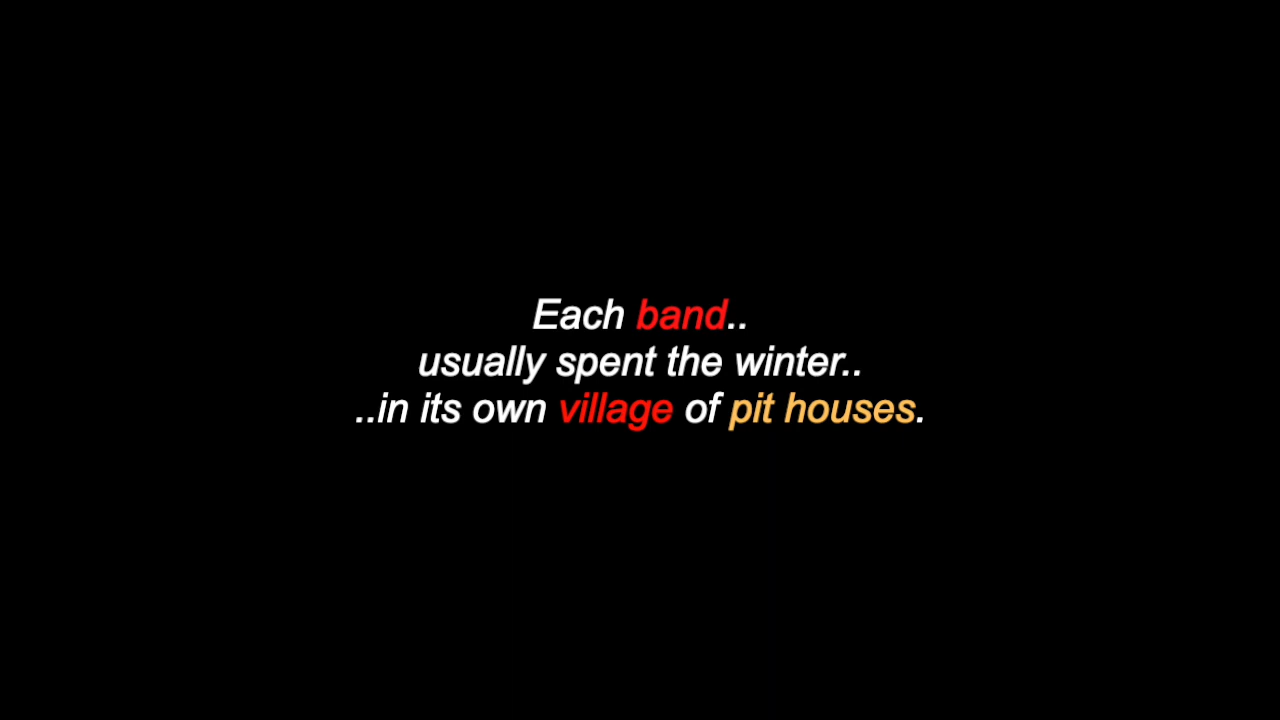 Each band..
usually spent the winter..
..in its own village of pit houses.